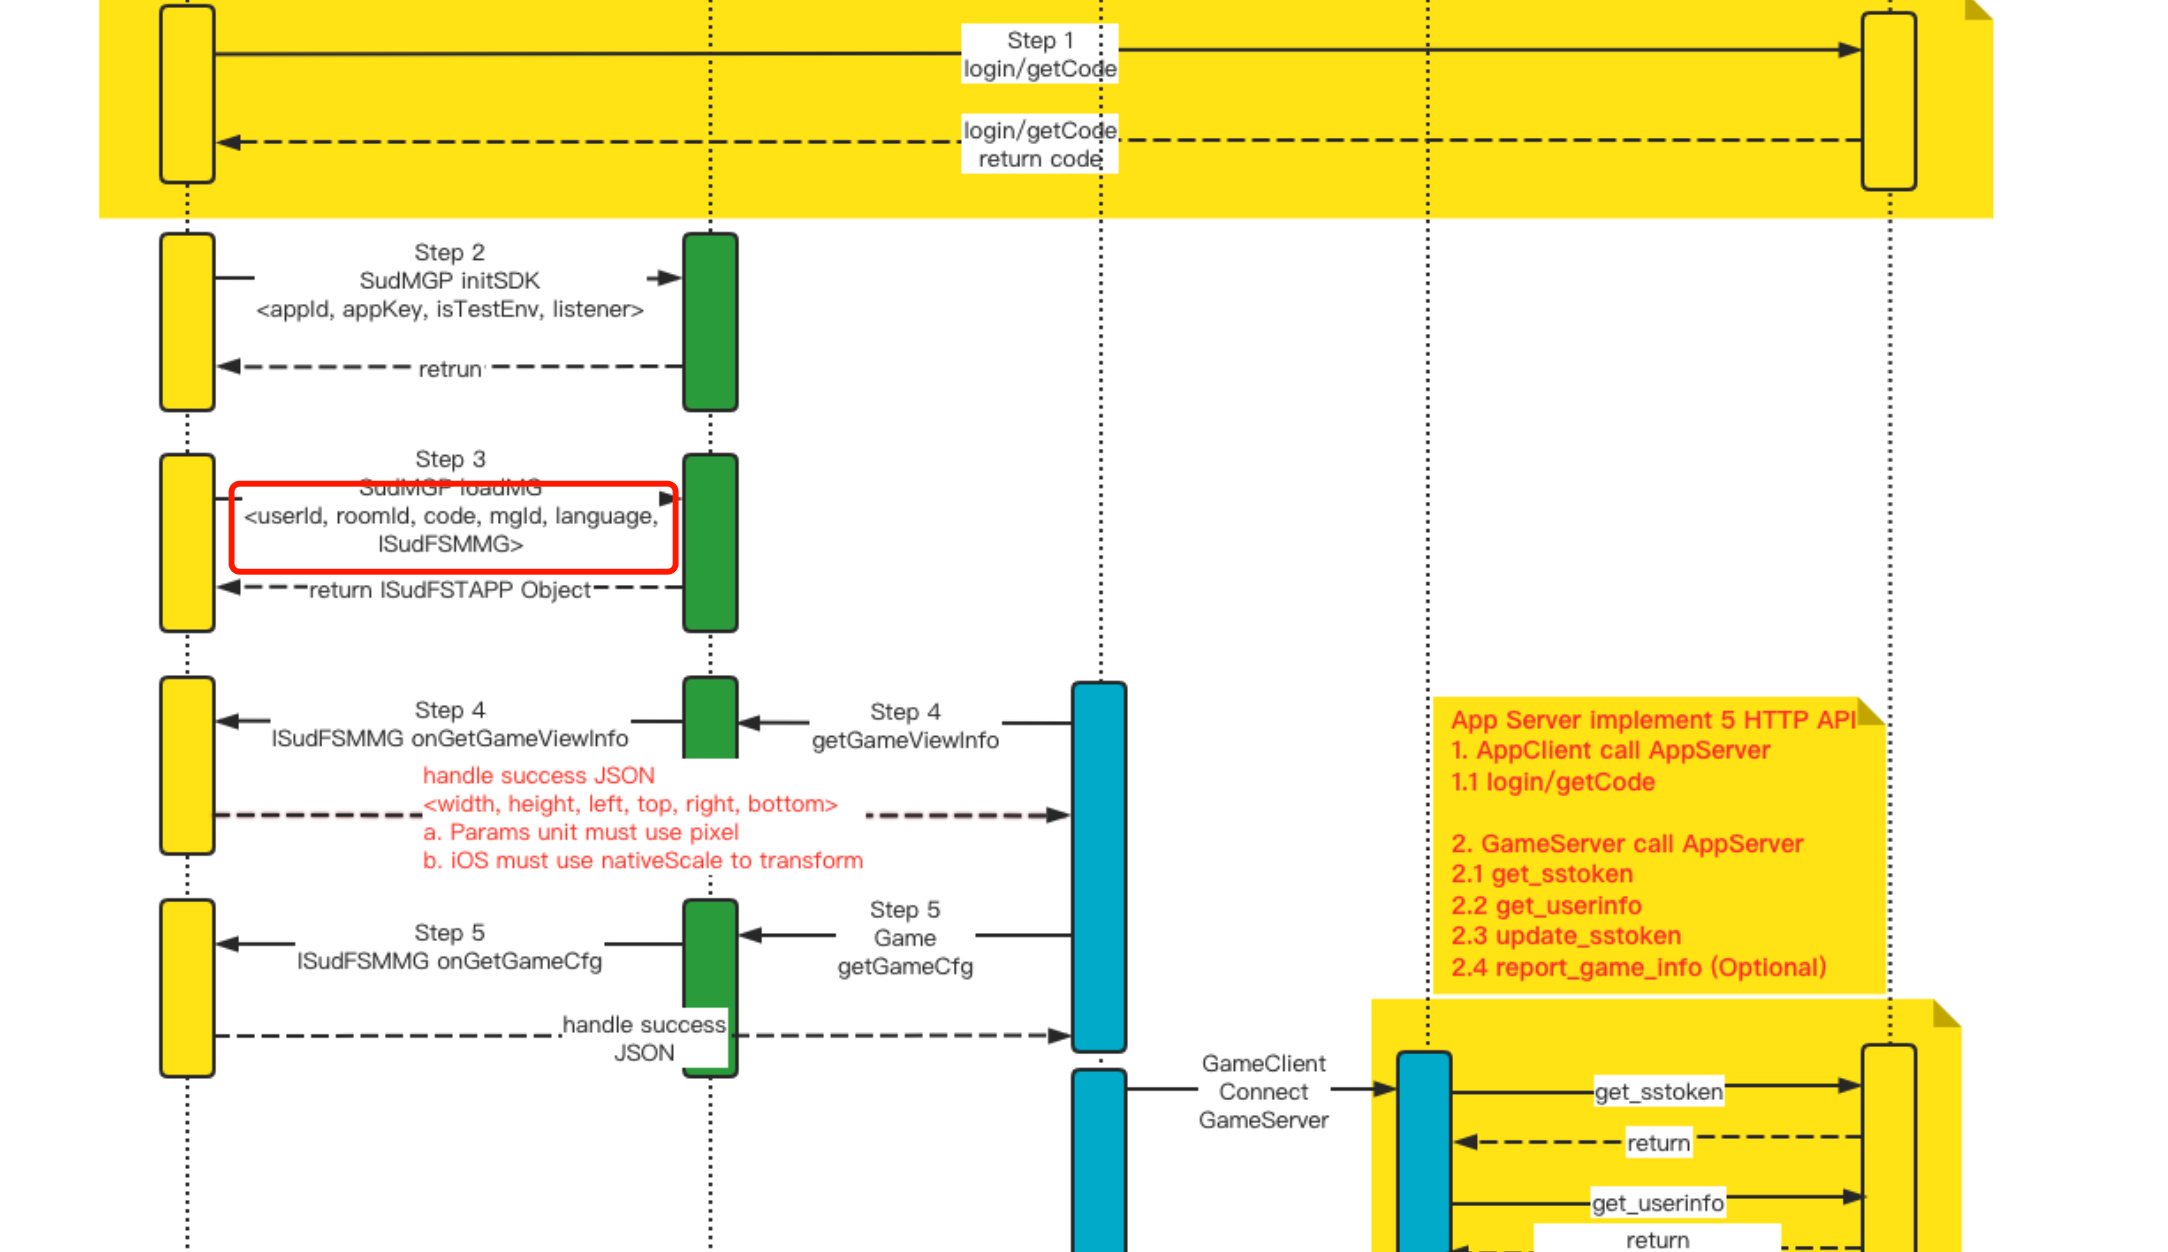 Step 1
login/getCode
login/getCode
return code
Step 2
SudMGP initSDK
<appId, appKey, isTestEnv, listener>
retrun
Step 3
SudMGP loadMG
<userId, roomId, code, mgId, language,
ISudFSMMG>
return ISudFSTAPP Object
Step 4
ISudFSMMG onGetGameViewInfo
Step 4
getGameViewInfo
handle success JSON
<width, height, left, top, right, bottom>
a. Params unit must use pixel
b. iOS must use nativeScale to transform
App Server implement 5 HTTP API
1. AppClient call AppServer
1.1 login/getCode
2. GameServer call AppServer
2.1 get_sstoken
2.2 get_userinfo
2.3 update_sstoken
2.4 report_game_info (Optional)
Step 5
ISudFSMMG onGetGameCfg
Step 5
Game
getGameCfg
handle success
JSON
GameClient
Connect
GameServer
get_sstoken
return
get_userinfo
return